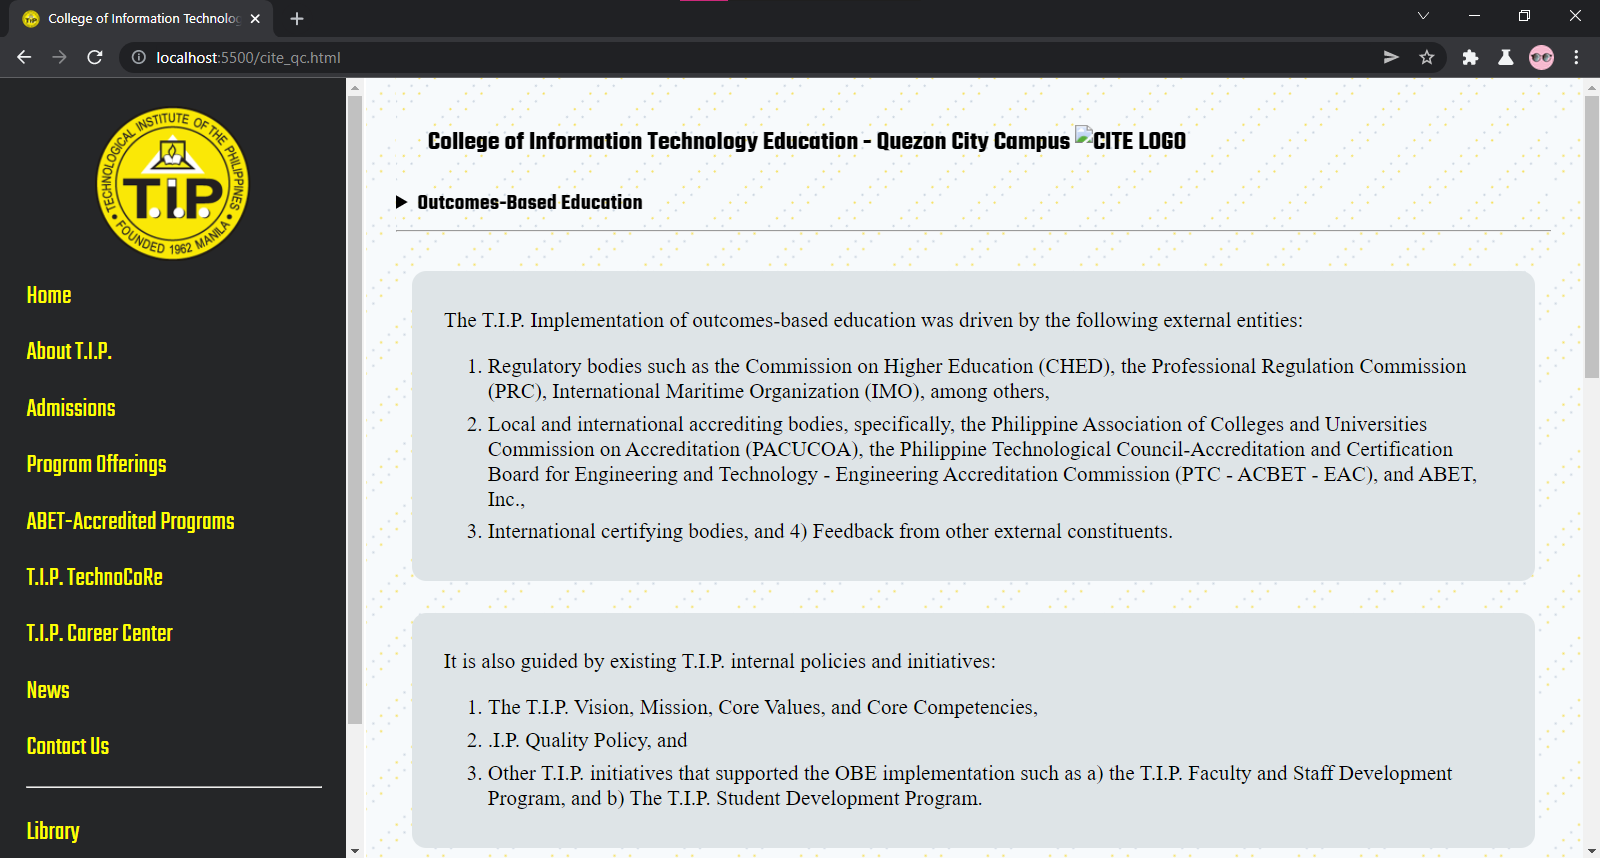 College of Information Technolog
localhost:5500/cite_qc.html
TECHNOLOGICAL INSTITUTE OF THE PHILIPPINES
T.I.P.
FOUNDED 1962 MANILA
Home
About T.I.P.
Admissions
Program Offerings
ABET-Accredited Programs
T.I.P. TechnoCoRe
T.I.P. Career Center
News
Contact Us
Library
College of Information Technology Education - Quezon City Campus CITE LOGO
Outcomes-Based Education
The T.I.P. Implementation of outcomes-based education was driven by the following external entities:
1. Regulatory bodies such as the Commission on Higher Education (CHED), the Professional Regulation Commission
(PRC), International Maritime Organization (IMO), among others,
2. Local and international accrediting bodies, specifically, the Philippine Association of Colleges and Universities
Commission on Accreditation (PACUCOA), the Philippine Technological Council-Accreditation and Certification
Board for Engineering and Technology - Engineering Accreditation Commission (PTC - ACBET - EAC), and ABET,
Inc.,
3. International certifying bodies, and 4) Feedback from other external constituents.
It is also guided by existing T.I.P. internal policies and initiatives:
1. The T.I.P. Vision, Mission, Core Values, and Core Competencies,
2. .I.P. Quality Policy, and
3. Other T.I.P. initiatives that supported the OBE implementation such as a) the T.I.P. Faculty and Staff Development
Program, and b) The T.I.P. Student Development Program.